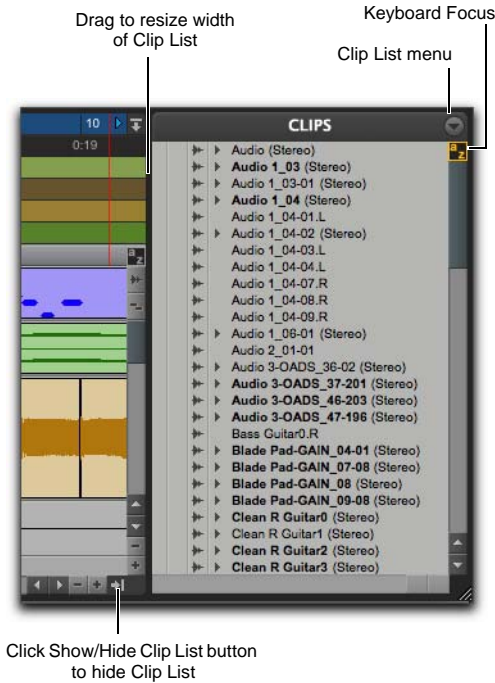 Drag to resize width
of Clip List
Keyboard Focus
Clip List menu
10
0:19
CLIPS
a z
a z
Audio (Stereo)
Audio 1_03 (Stereo)
Audio 1_03-01 (Stereo)
Audio 1_04 (Stereo)
Audio 1_04-01.L
Audio 1_04-02 (Stereo)
Audio 1_04-03.L
Audio 1_04-04.L
Audio 1_04-07.R
Audio 1_04-08.R
Audio 1_04-09.R
Audio 1_06-01 (Stereo)
Audio 2_01-01
Audio 3-OADS_36-02 (Stereo)
Audio 3-OADS_37-201 (Stereo)
Audio 3-OADS_46-203 (Stereo)
Audio 3-OADS_47-196 (Stereo)
Bass Guitar0.R
Blade Pad-GAIN_04-01 (Stereo)
Blade Pad-GAIN_07-08 (Stereo)
Blade Pad-GAIN_08 (Stereo)
Blade Pad-GAIN_09-08 (Stereo)
Clean R Guitar0 (Stereo)
Clean R Guitar1 (Stereo)
Clean R Guitar2 (Stereo)
Clean R Guitar3 (Stereo)
Click Show/Hide Clip List button
to hide Clip List